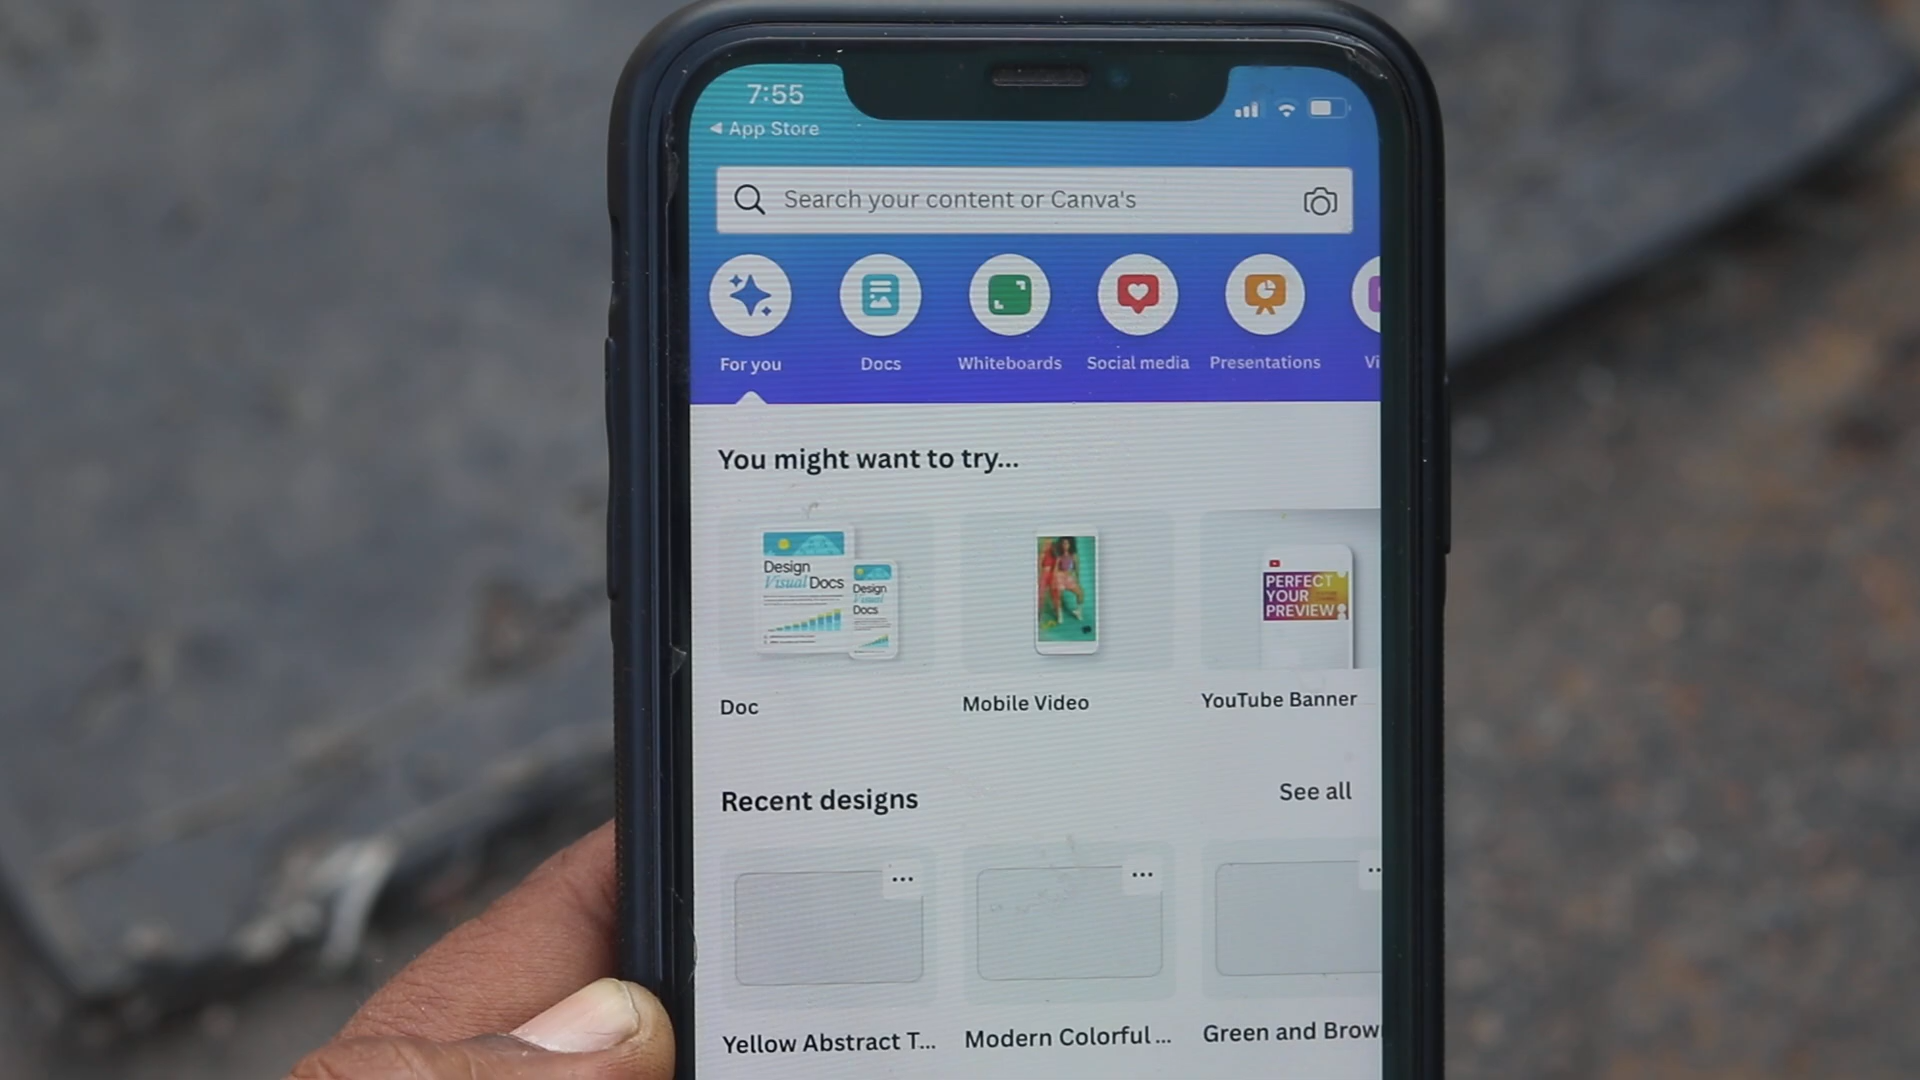 7:55
App Store
Search your content or Canva's
For you
Docs
Whiteboards
Social media
Presentations
Vi
You might want to try...
Design
Visual Docs
Design
Visual
Docs
PERFECT
YOUR
PREVIEW
Doc
Mobile Video
YouTube Banner
Recent designs
See all
Yellow Abstract T...
Modern Colorful ...
Green and Brow